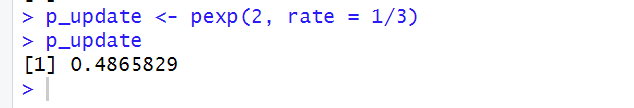 > p_update <- pexp(2, rate = 1/3)
> p_update
[1] 0.4865829
>